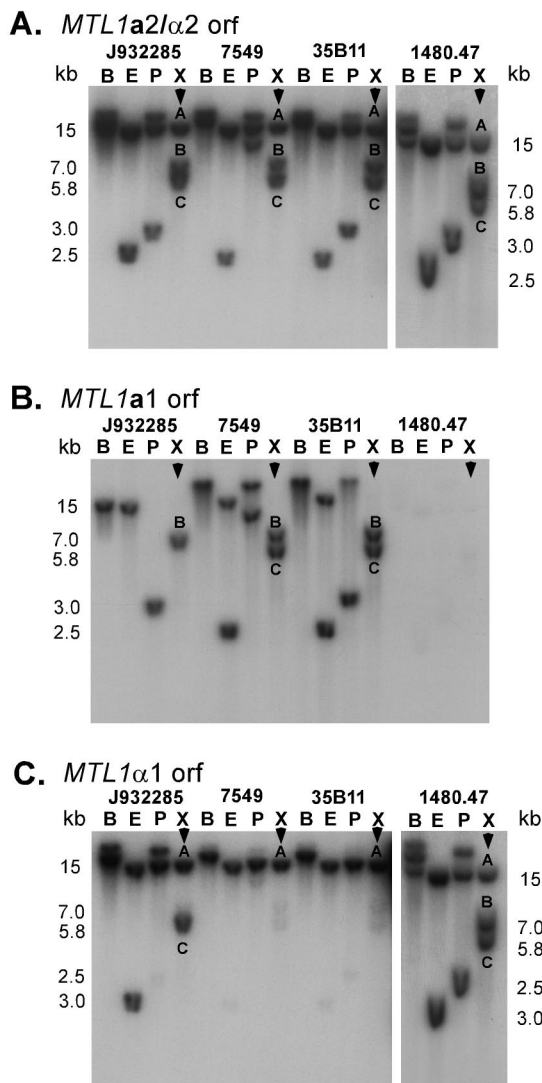 A. MTL1a2/α2 orf
J932285 7549 35B11 1480.47
kb B E P X B E P X B E P X B E P X kb
A A A A
15 15
B B B B
7.0 7.0
5.8 5.8
C C C C
3.0 3.0
2.5 2.5
B. MTL1a1 orf
J932285 7549 35B11 1480.47
kb B E P X B E P X B E P X B E P X
15
B B B
7.0
5.8
C C
3.0
2.5
C. MTL1α1 orf
J932285 7549 35B11 1480.47
kb B E P X B E P X B E P X B E P X kb
A A A A
15 15
B
7.0 7.0
5.8 5.8
C C
2.5 2.5
3.0 3.0